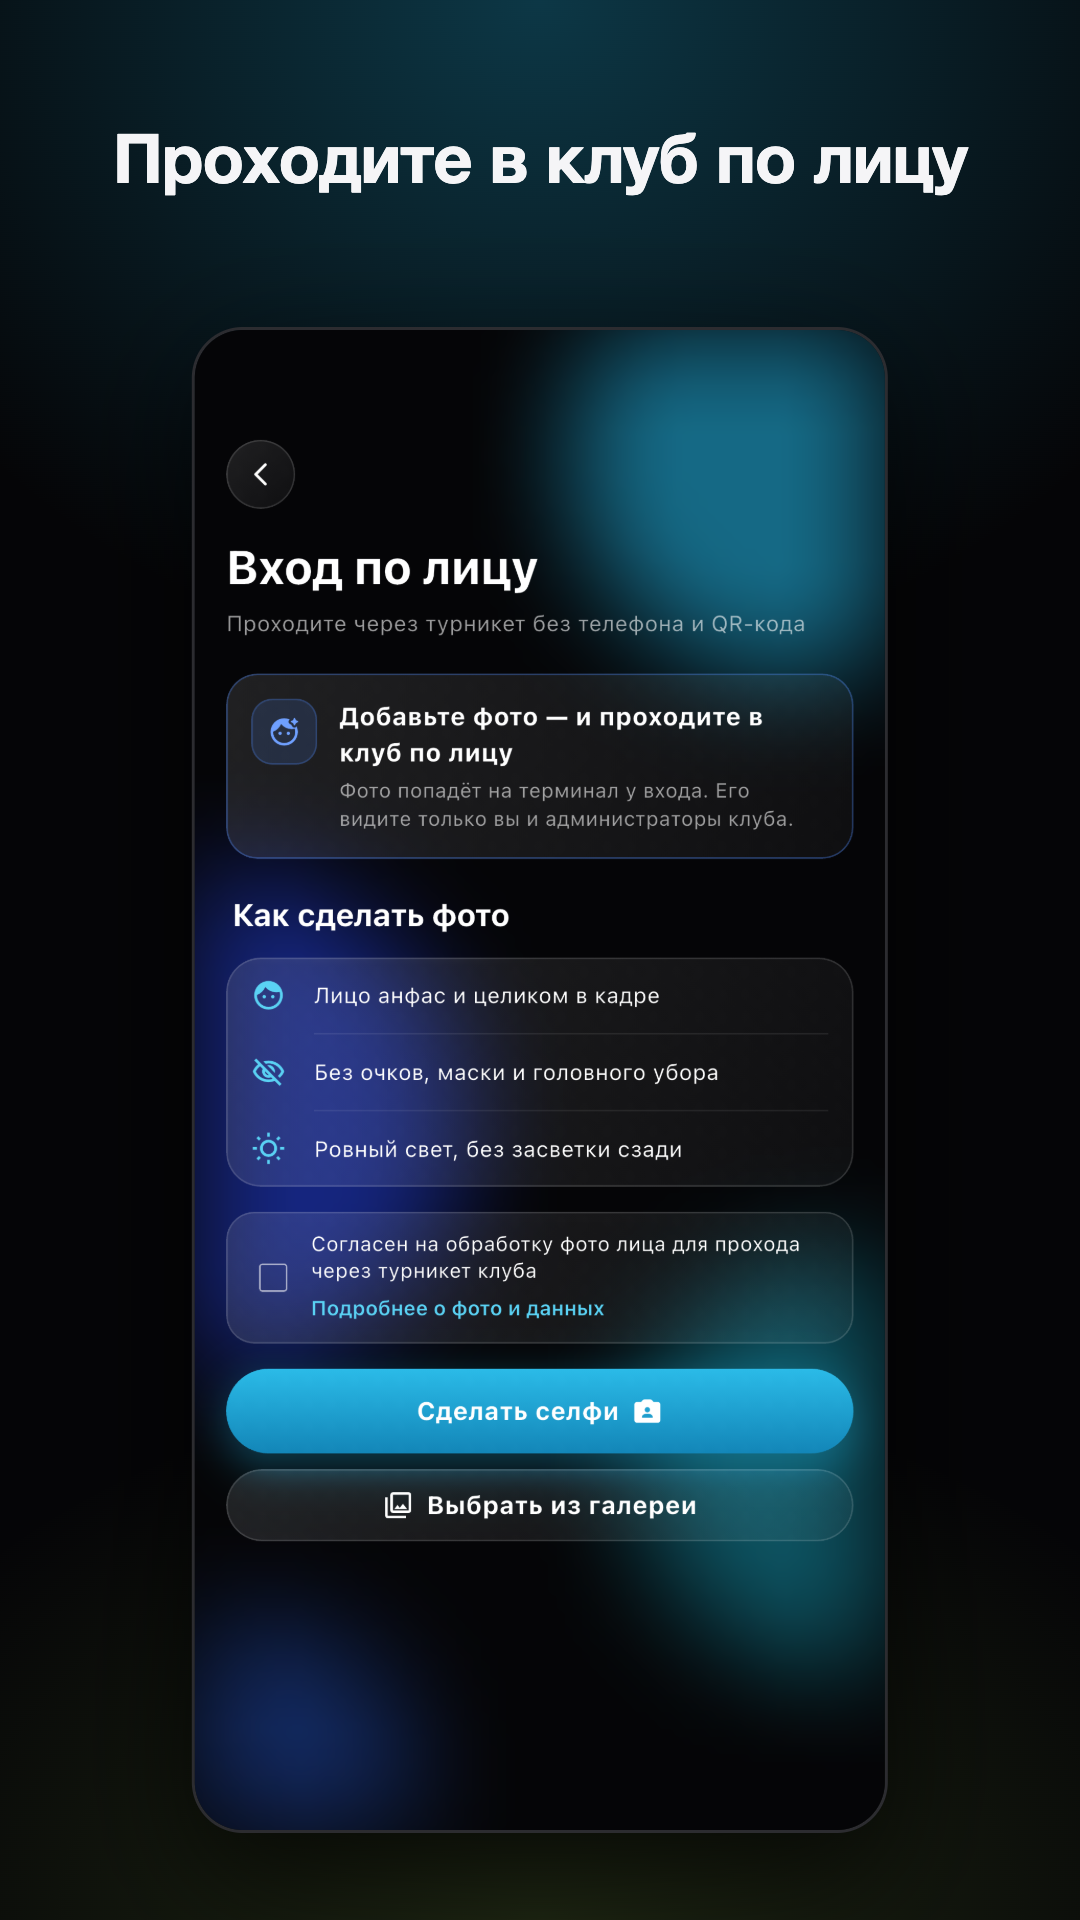 Проходите в клуб по лицу
Вход по лицу
Проходите через турникет без телефона и QR-кода
Добавьте фото — и проходите в
клуб по лицу
Фото попадёт на терминал у входа. Его
видите только вы и администраторы клуба.
Как сделать фото
Лицо анфас и целиком в кадре
Без очков, маски и головного убора
Ровный свет, без засветки сзади
Согласен на обработку фото лица для прохода
через турникет клуба
Подробнее о фото и данных
Сделать селфи
Выбрать из галереи